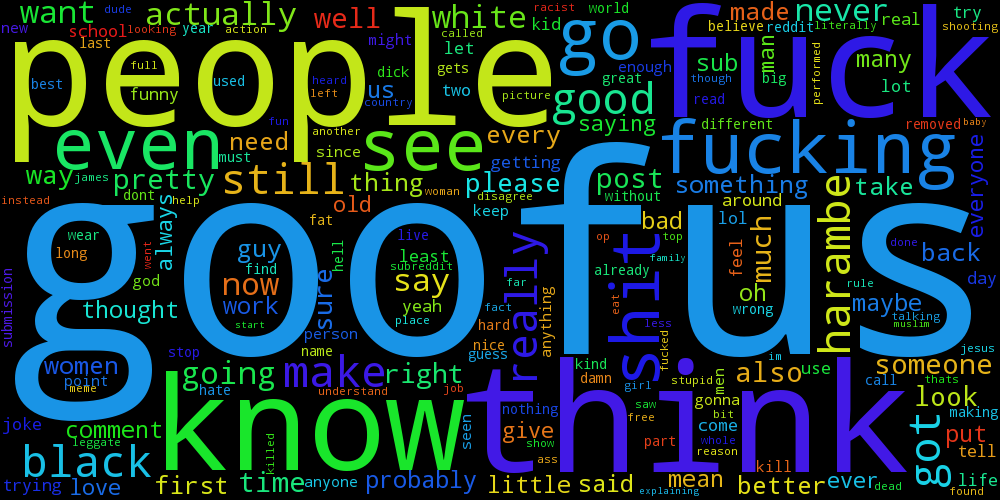 want
dude
actually
well
racist
world
never
real
try
new
school
looking
year
action
white
called
kid
go
made
believe
reddit
literally
shooting
last
people
might
let
fuck
man
many
full
gets
enough
sub
big
performed
best
funny
used
heard
dick
us
two
great
though
lot
left
country
picture
good
read
fun
another
saying
different
removed
baby
even
need
since
see
every
fucking
everyone
must
getting
way
james
pretty
still
thing
woman
please
post
something
take
instead
dont
help
disagree
without
around
fat
old
keep
bad
lol
much
harambe
wear
always
guy
hell
live
really
op
shit
top
feel
done
back
long
went
find
least
subreddit
far
already
family
oh
rule
day
god
now
say
anything
eat
wrong
maybe
submission
goofus
thought
work
sure
yeah
place
fact
less
talking
start
person
hard
muslim
stop
name
nice
fucked
im
jesus
women
point
going
make
right
guess
kind
damn
girl
stupid
men
also
use
someone
meme
hate
understand
job
know
think
nothing
saw
free
gonna
bit
call
thats
look
joke
comment
leggate
seen
give
show
part
come
whole
reason
got
making
put
black
killed
ass
kill
tell
trying
love
first
time
anyone
probably
little
said
explaining
mean
better
ever
dead
life
found